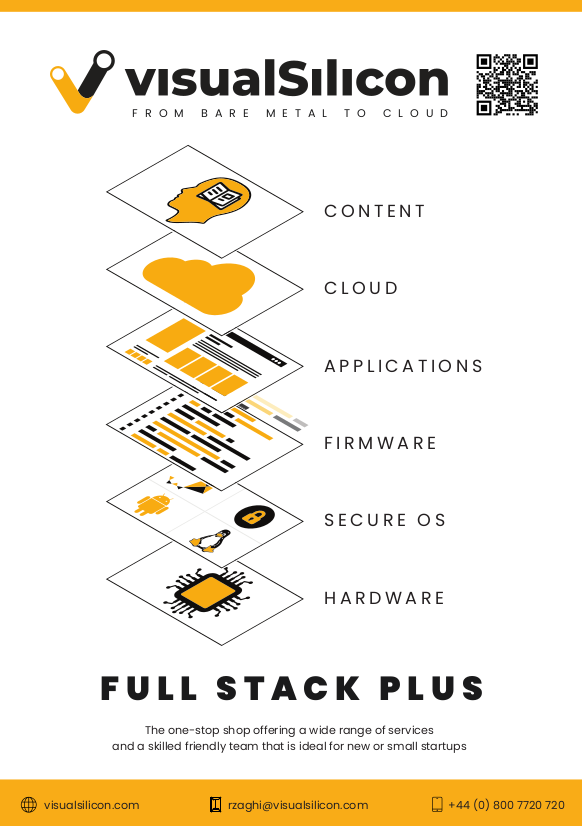 visualSilicon
FROM BARE METAL TO CLOUD
CONTENT
CLOUD
APPLICATIONS
FIRMWARE
SECURE OS
HARDWARE
FULL STACK PLUS
The one-stop shop offering a wide range of services
and a skilled friendly team that is ideal for new or small startups
visualsilicon.com
rzaghi@visualsilicon.com
+44 (0) 800 7720 720